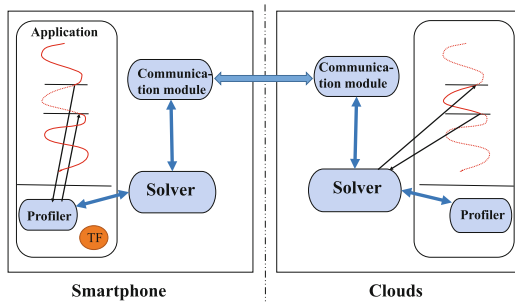 Application
Communica-
tion module
Solver
Profiler
TF
Smartphone
Communica-
tion module
Solver
Profiler
Clouds